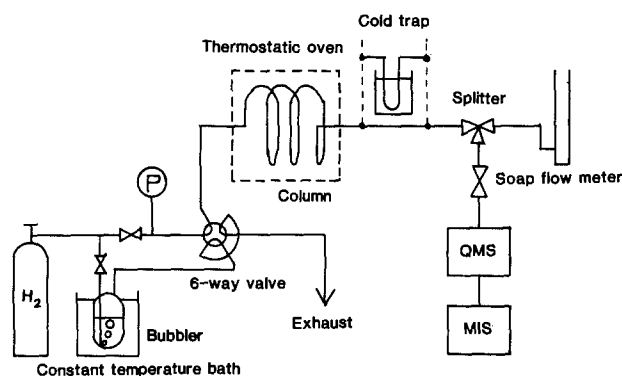 Cold trap
Thermostatic oven
Splitter
Column
Soap flow meter
P
H₂
6-way valve
QMS
Bubbler
Exhaust
MIS
Constant temperature bath